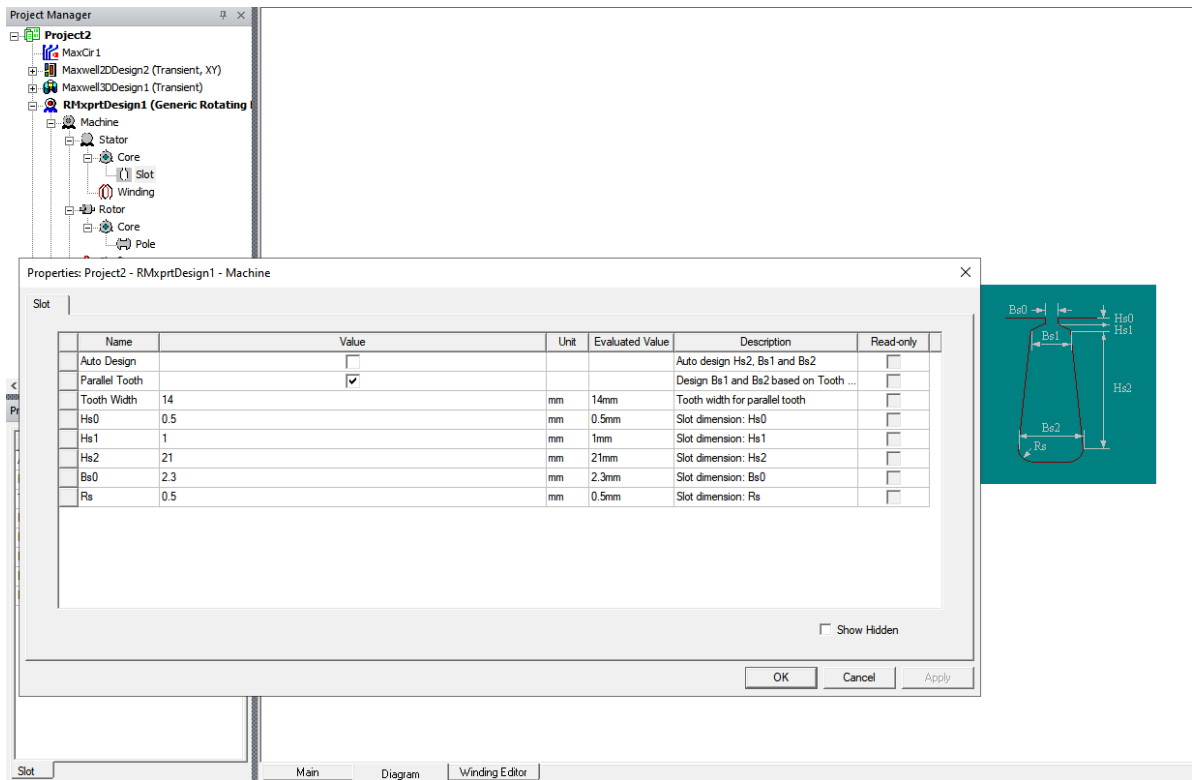 Project Manager
Project2
MaxCir1
Maxwell2DDesign2 (Transient, XY)
Maxwell3DDesign1 (Transient)
RMxprtDesign1 (Generic Rotating
Machine
Stator
Core
Slot
Winding
Rotor
Core
Pole
Properties: Project2 - RMxprtDesign1 - Machine
Slot
Name Value Unit Evaluated Value Description Read-only
Auto Design Auto design Hs2, Bs1 and Bs2
Parallel Tooth Design Bs1 and Bs2 based on Tooth ...
Tooth Width 14 mm 14mm Tooth width for parallel tooth
Hs0 0.5 mm 0.5mm Slot dimension: Hs0
Hs1 1 mm 1mm Slot dimension: Hs1
Hs2 21 mm 21mm Slot dimension: Hs2
Bs0 2.3 mm 2.3mm Slot dimension: Bs0
Rs 0.5 mm 0.5mm Slot dimension: Rs
Show Hidden
OK Cancel Apply
Bs0
Hs0
Hs1
Bs1
Hs2
Bs2
Rs
Pr
Slot
Main Diagram Winding Editor